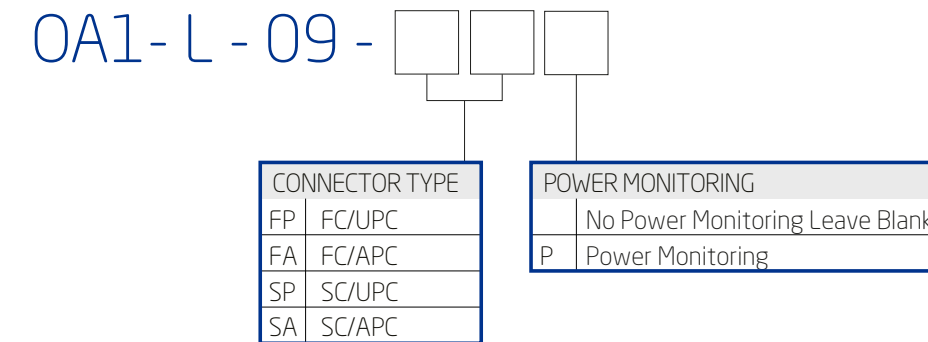 OA1- L - 09 -
CONNECTOR TYPE
FP FC/UPC
FA FC/APC
SP SC/UPC
SA SC/APC
POWER MONITORING
No Power Monitoring Leave Blank
P Power Monitoring